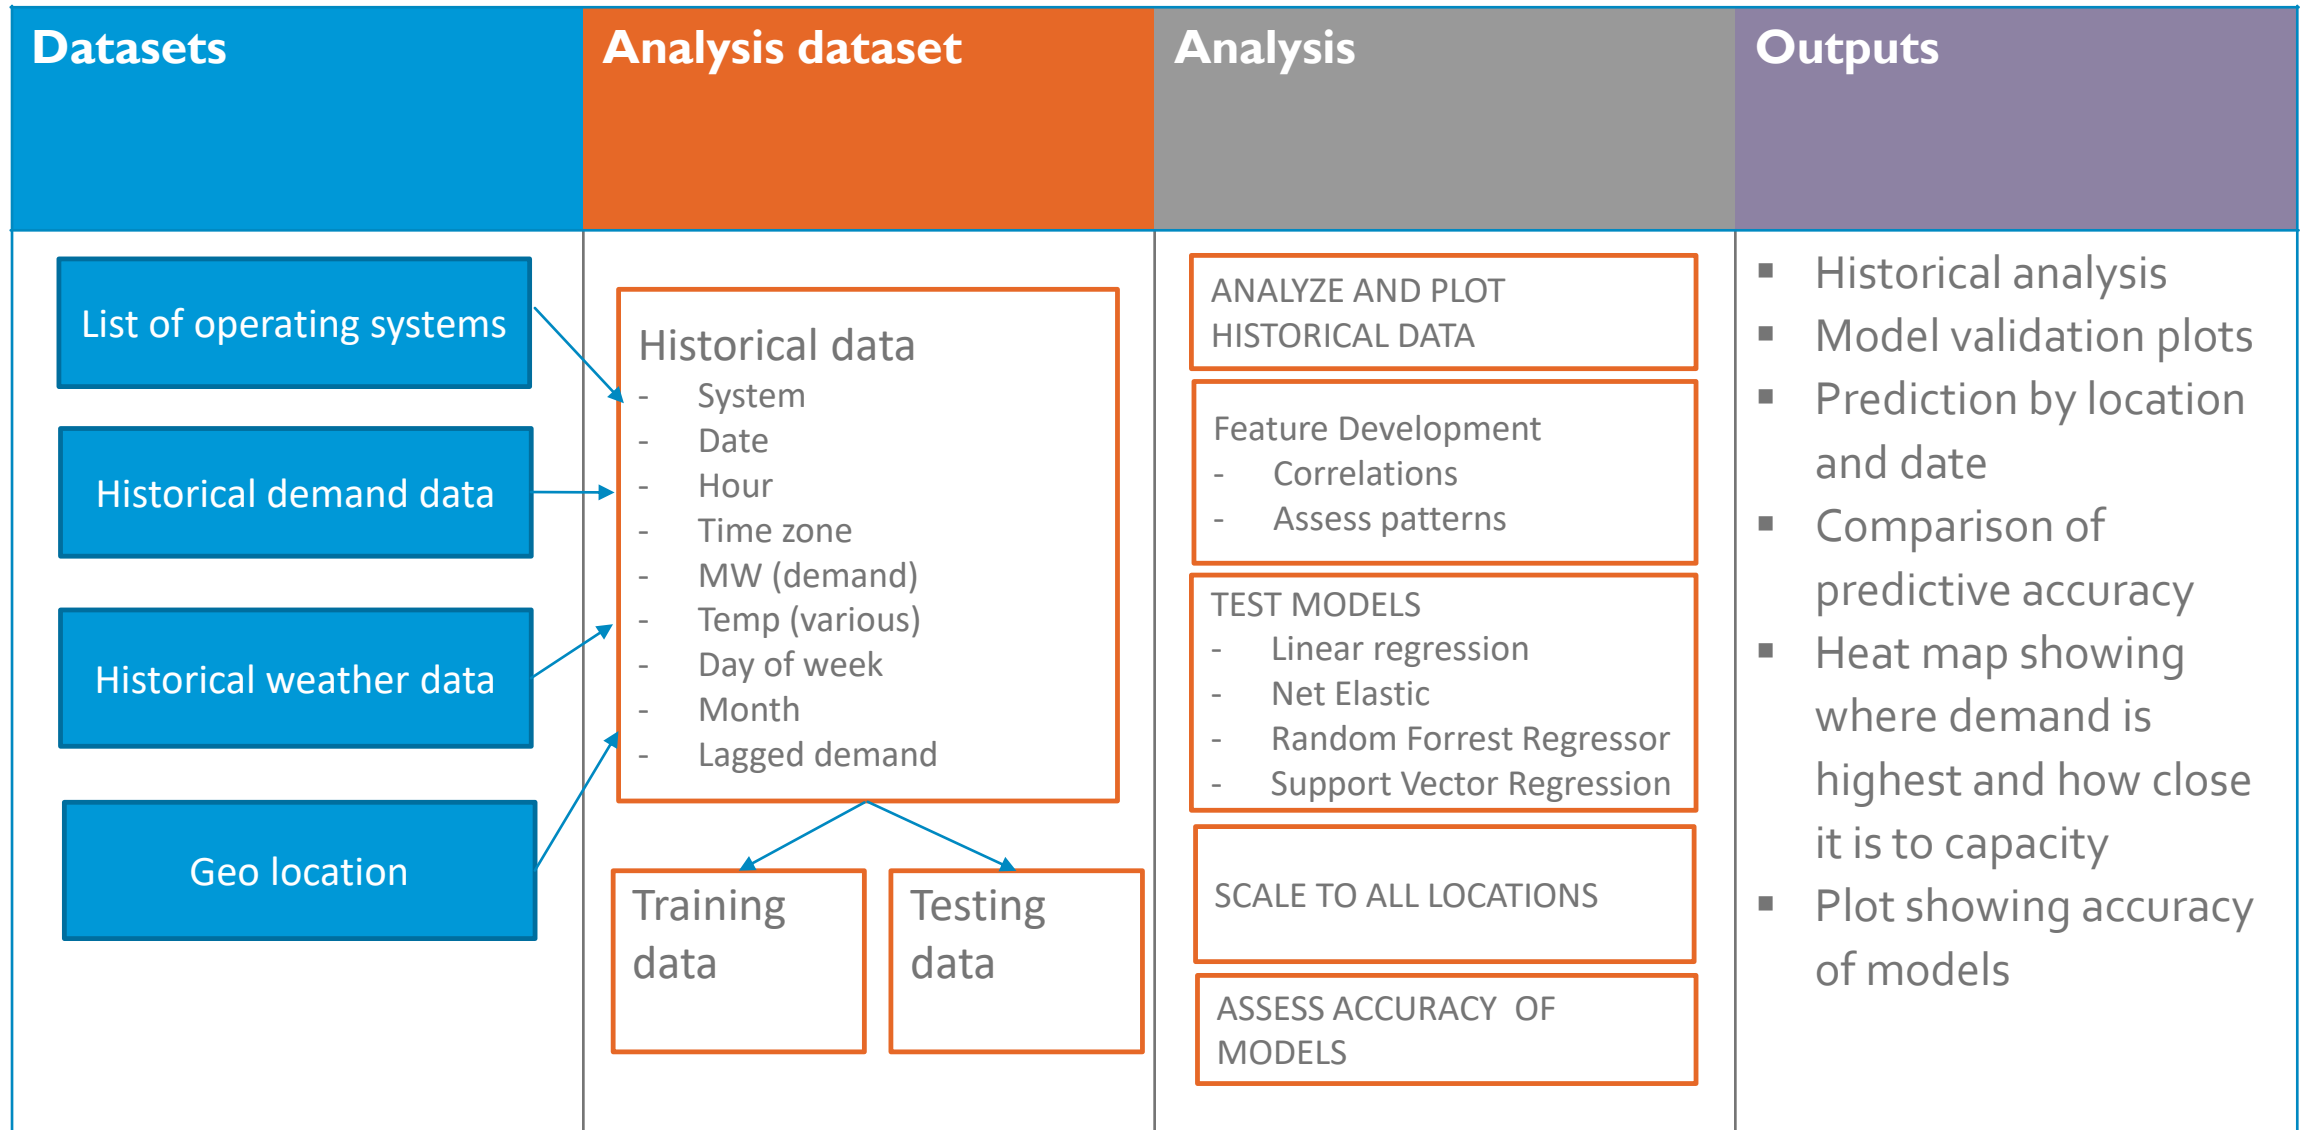 Datasets
Analysis dataset
Analysis
Outputs
List of operating systems
Historical demand data
Historical weather data
Geo location
Historical data
- System
- Date
- Hour
- Time zone
- MW (demand)
- Temp (various)
- Day of week
- Month
- Lagged demand
Training
data
Testing
data
ANALYZE AND PLOT
HISTORICAL DATA
Feature Development
- Correlations
- Assess patterns
TEST MODELS
- Linear regression
- Net Elastic
- Random Forrest Regressor
- Support Vector Regression
SCALE TO ALL LOCATIONS
ASSESS ACCURACY OF
MODELS
▪ Historical analysis
▪ Model validation plots
▪ Prediction by location
and date
▪ Comparison of
predictive accuracy
▪ Heat map showing
where demand is
highest and how close
it is to capacity
▪ Plot showing accuracy
of models